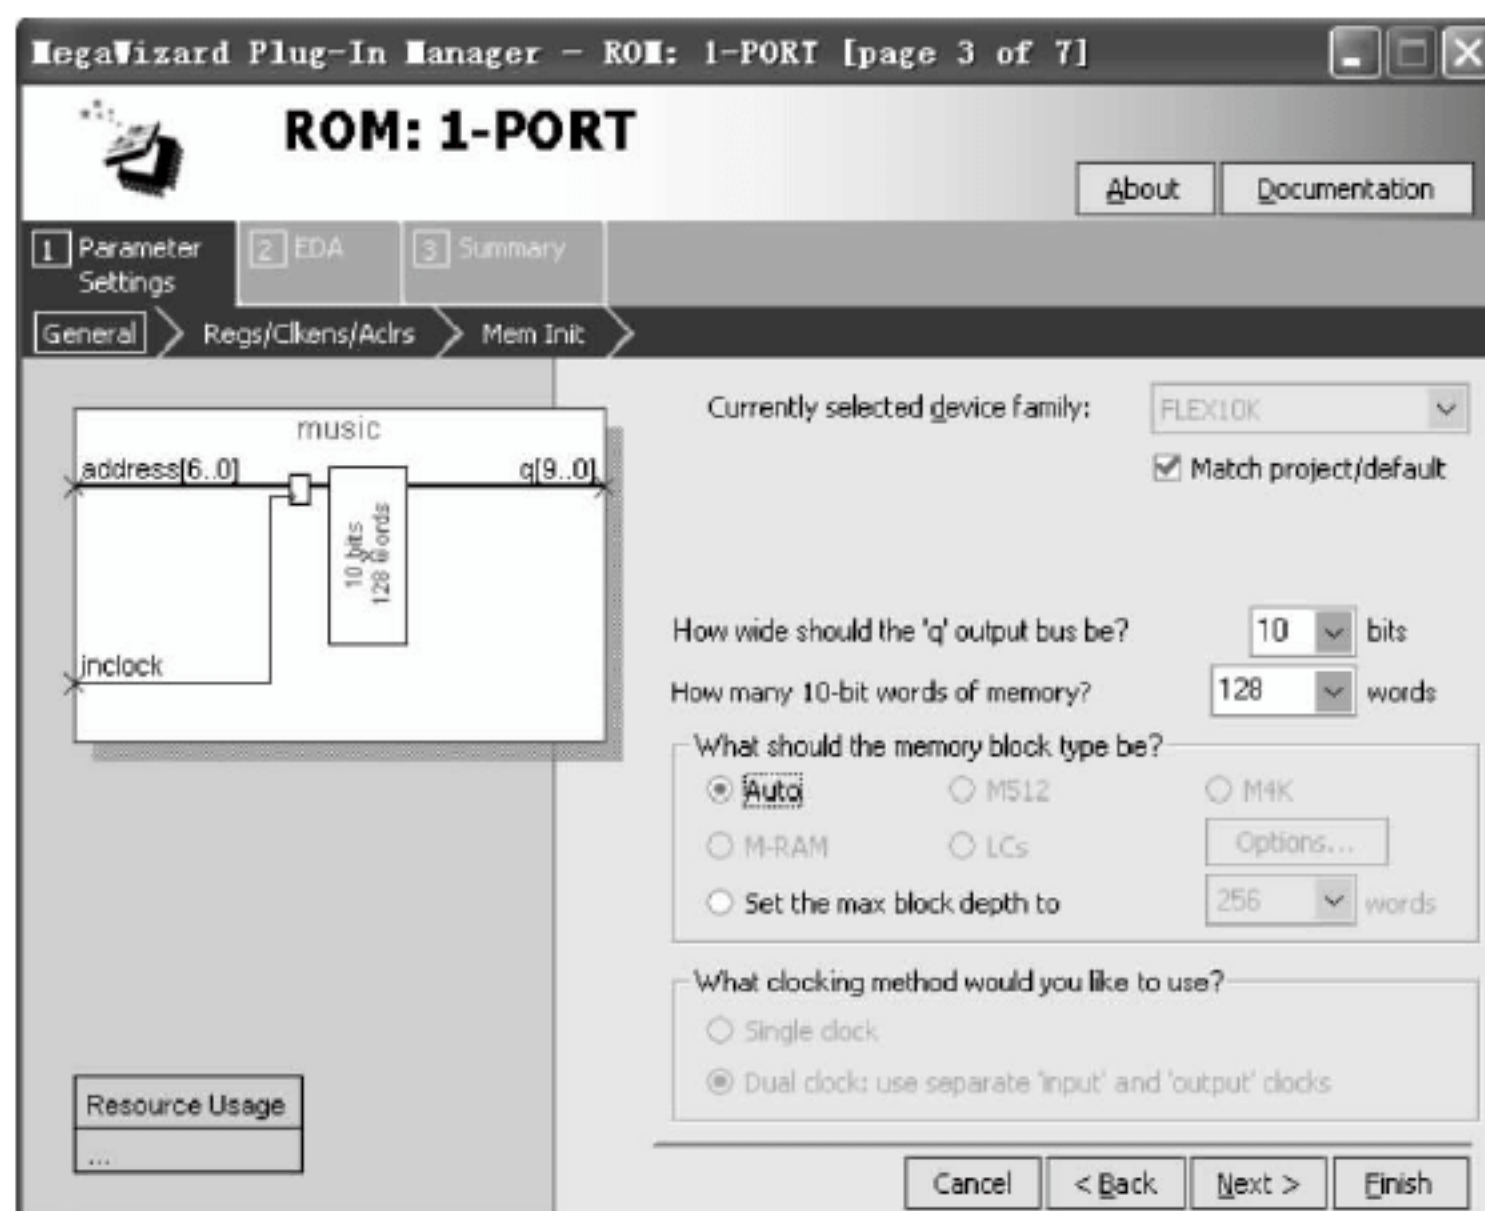 MegaWizard Plug-In Manager - ROM: 1-PORT [page 3 of 7]
ROM: 1-PORT
About
Documentation
1 Parameter Settings
2 EDA
3 Summary
General
Regs/Clkens/Aclrs
Mem Init
music
address[6..0]
q[9..0]
10 bits
x
128 Words
inclock
Currently selected device family:
FLEX10K
Match project/default
How wide should the 'q' output bus be?
10
bits
How many 10-bit words of memory?
128
words
What should the memory block type be?
Auto
M512
M4K
M-RAM
LCs
Options...
Set the max block depth to
256
words
What clocking method would you like to use?
Single clock
Dual clock: use separate 'input' and 'output' clocks
Resource Usage
...
Cancel
< Back
Next >
Finish